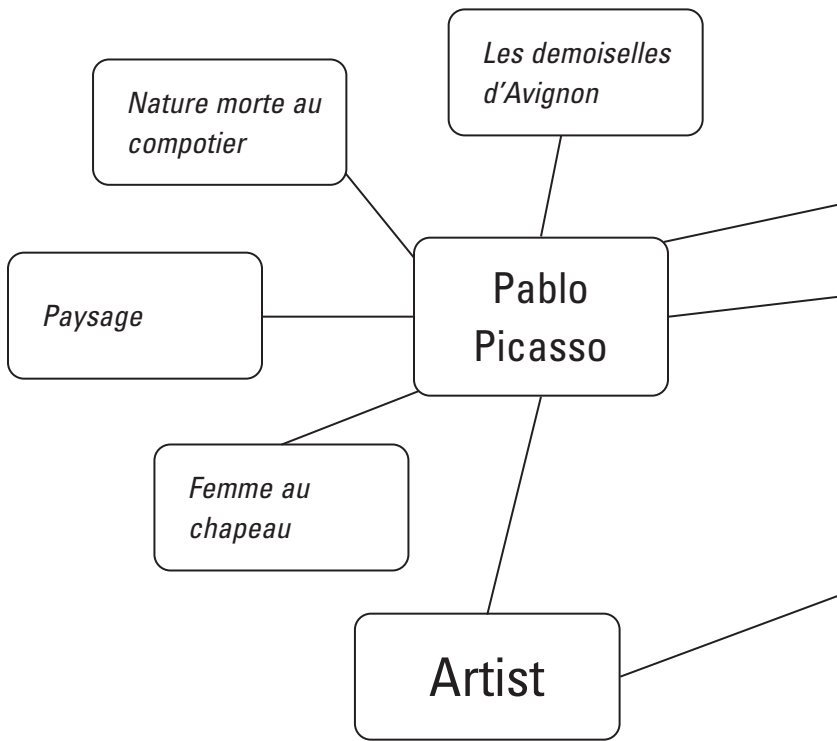 Les demoiselles
d'Avignon
Nature morte au
compotier
Pablo
Picasso
Paysage
Femme au
chapeau
Artist